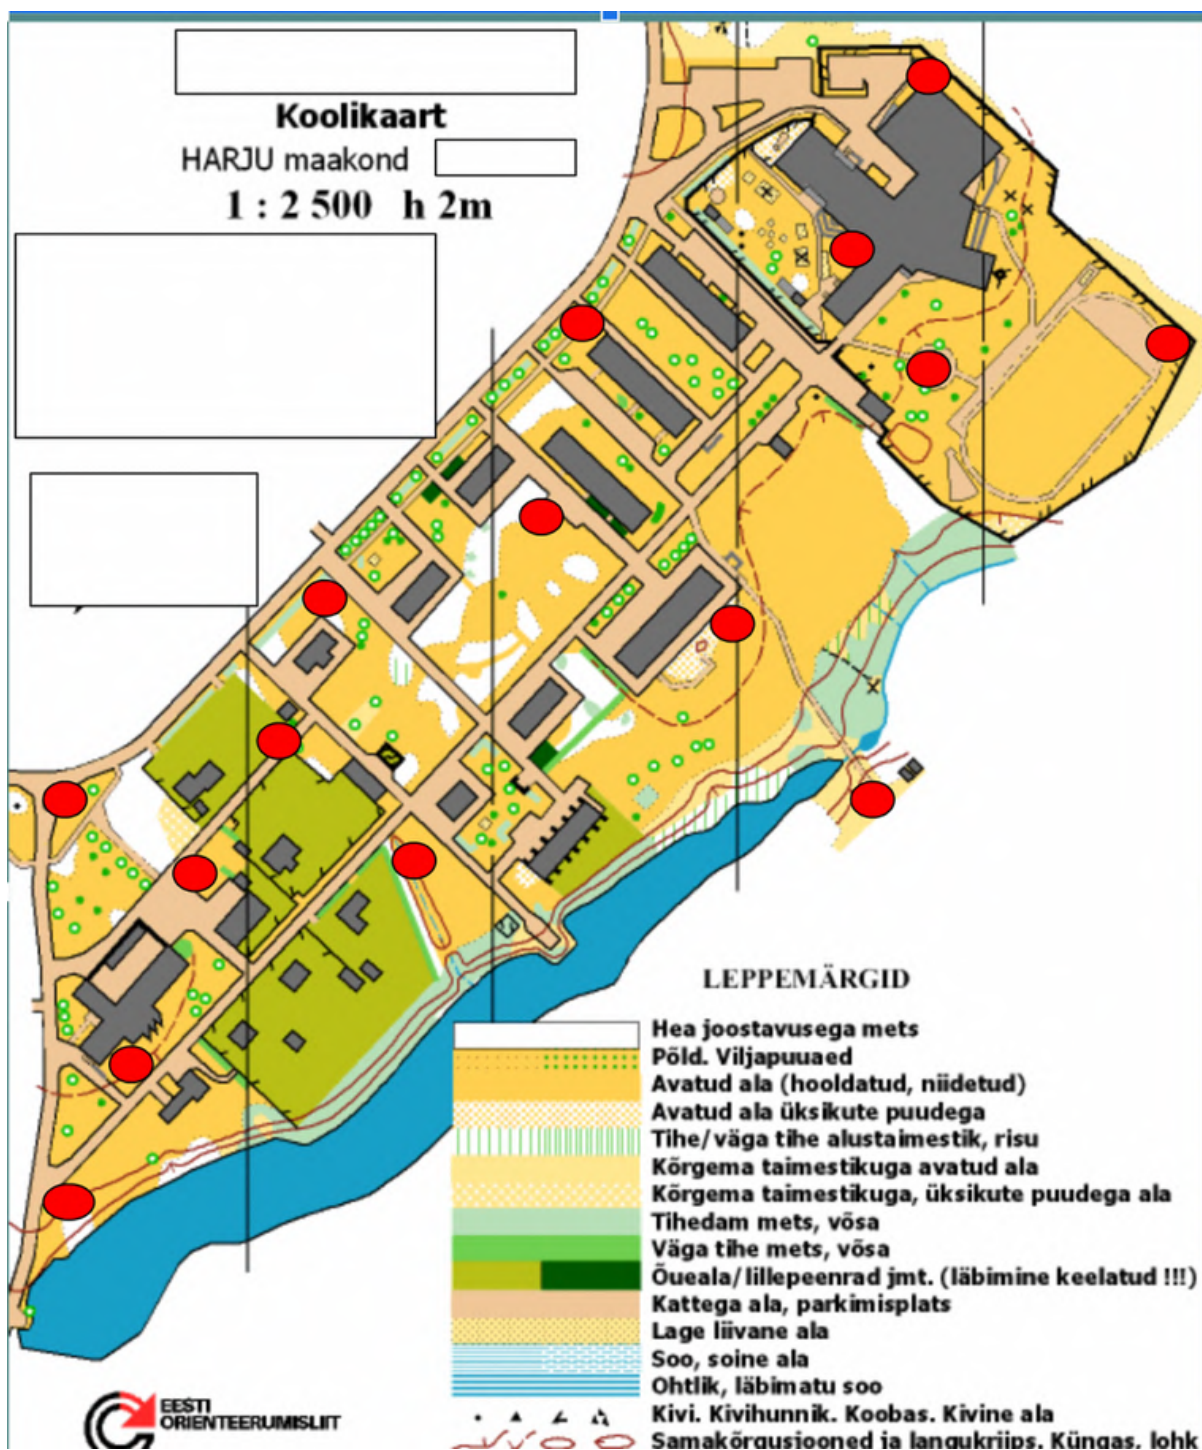 Koolikaart
HARJU maakond
1 : 2 500 h 2m
LEPPEMÄRGID
Hea joostavusega mets
Põld. Viljapuuaed
Avatud ala (hooldatud, niidetud)
Avatud ala üksikute puudega
Tihe/väga tihe alustaimestik, risu
Kõrgema taimestikuga avatud ala
Kõrgema taimestikuga, üksikute puudega ala
Tihedam mets, võsa
Väga tihe mets, võsa
Õueala/lillepeenrad jmt. (läbimine keelatud !!!)
Kattega ala, parkimisplats
Lage liivane ala
Soo, soine ala
Ohtlik, läbimatu soo
Kivi. Kivihunnik. Koobas. Kivine ala
Samakõrgusjooned ja langukriips. Küngas, lohk
EESTI
ORIENTEERUMISLIIT